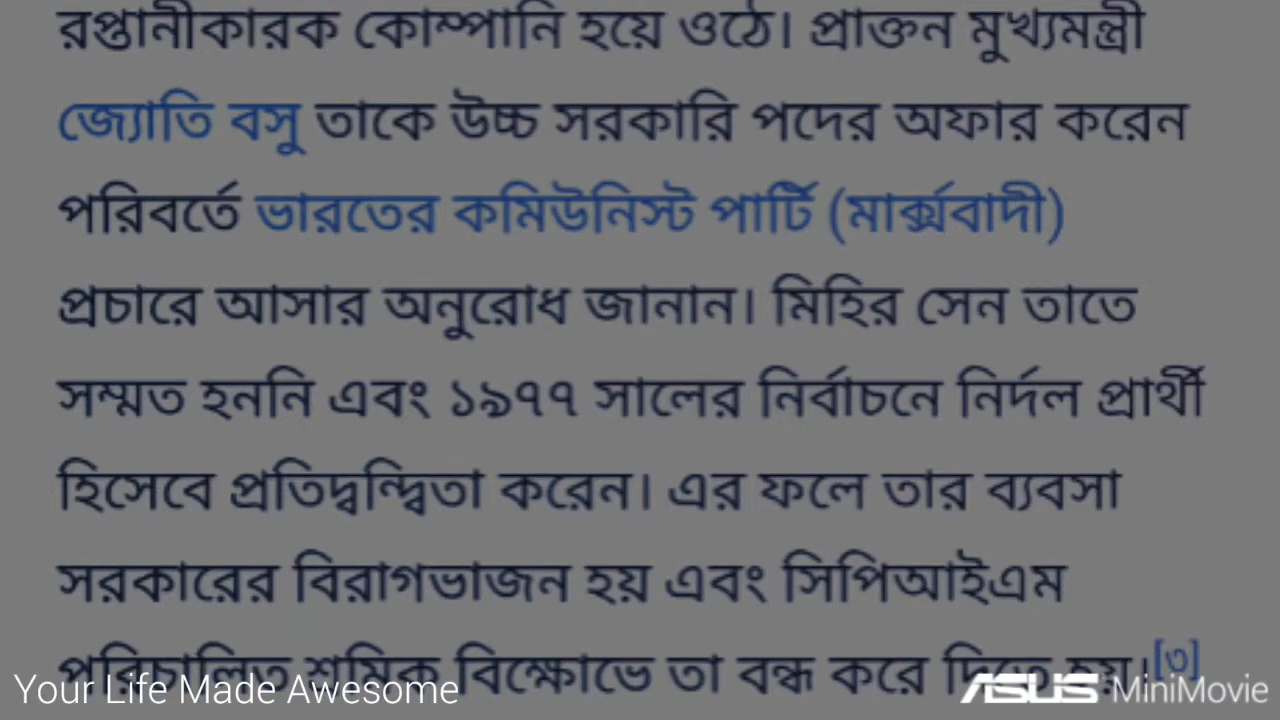 রপ্তানীকারক কোম্পানি হয়ে ওঠে। প্রাক্তন মুখ্যমন্ত্রী
জ্যোতি বসু তাকে উচ্চ সরকারি পদের অফার করেন
পরিবর্তে ভারতের কমিউনিস্ট পার্টি (মার্ক্সবাদী)
প্রচারে আসার অনুরোধ জানান। মিহির সেন তাতে
সম্মত হননি এবং ১৯৭৭ সালের নির্বাচনে নির্দল প্রার্থী
হিসেবে প্রতিদ্বন্দ্বিতা করেন। এর ফলে তার ব্যবসা
সরকারের বিরাগভাজন হয় এবং সিপিআইএম
পরিচালিত শ্রমিক বিক্ষোভে তা বন্ধ করে দিতে হয়।[৩]
Your Life Made Awesome
ASUS MiniMovie